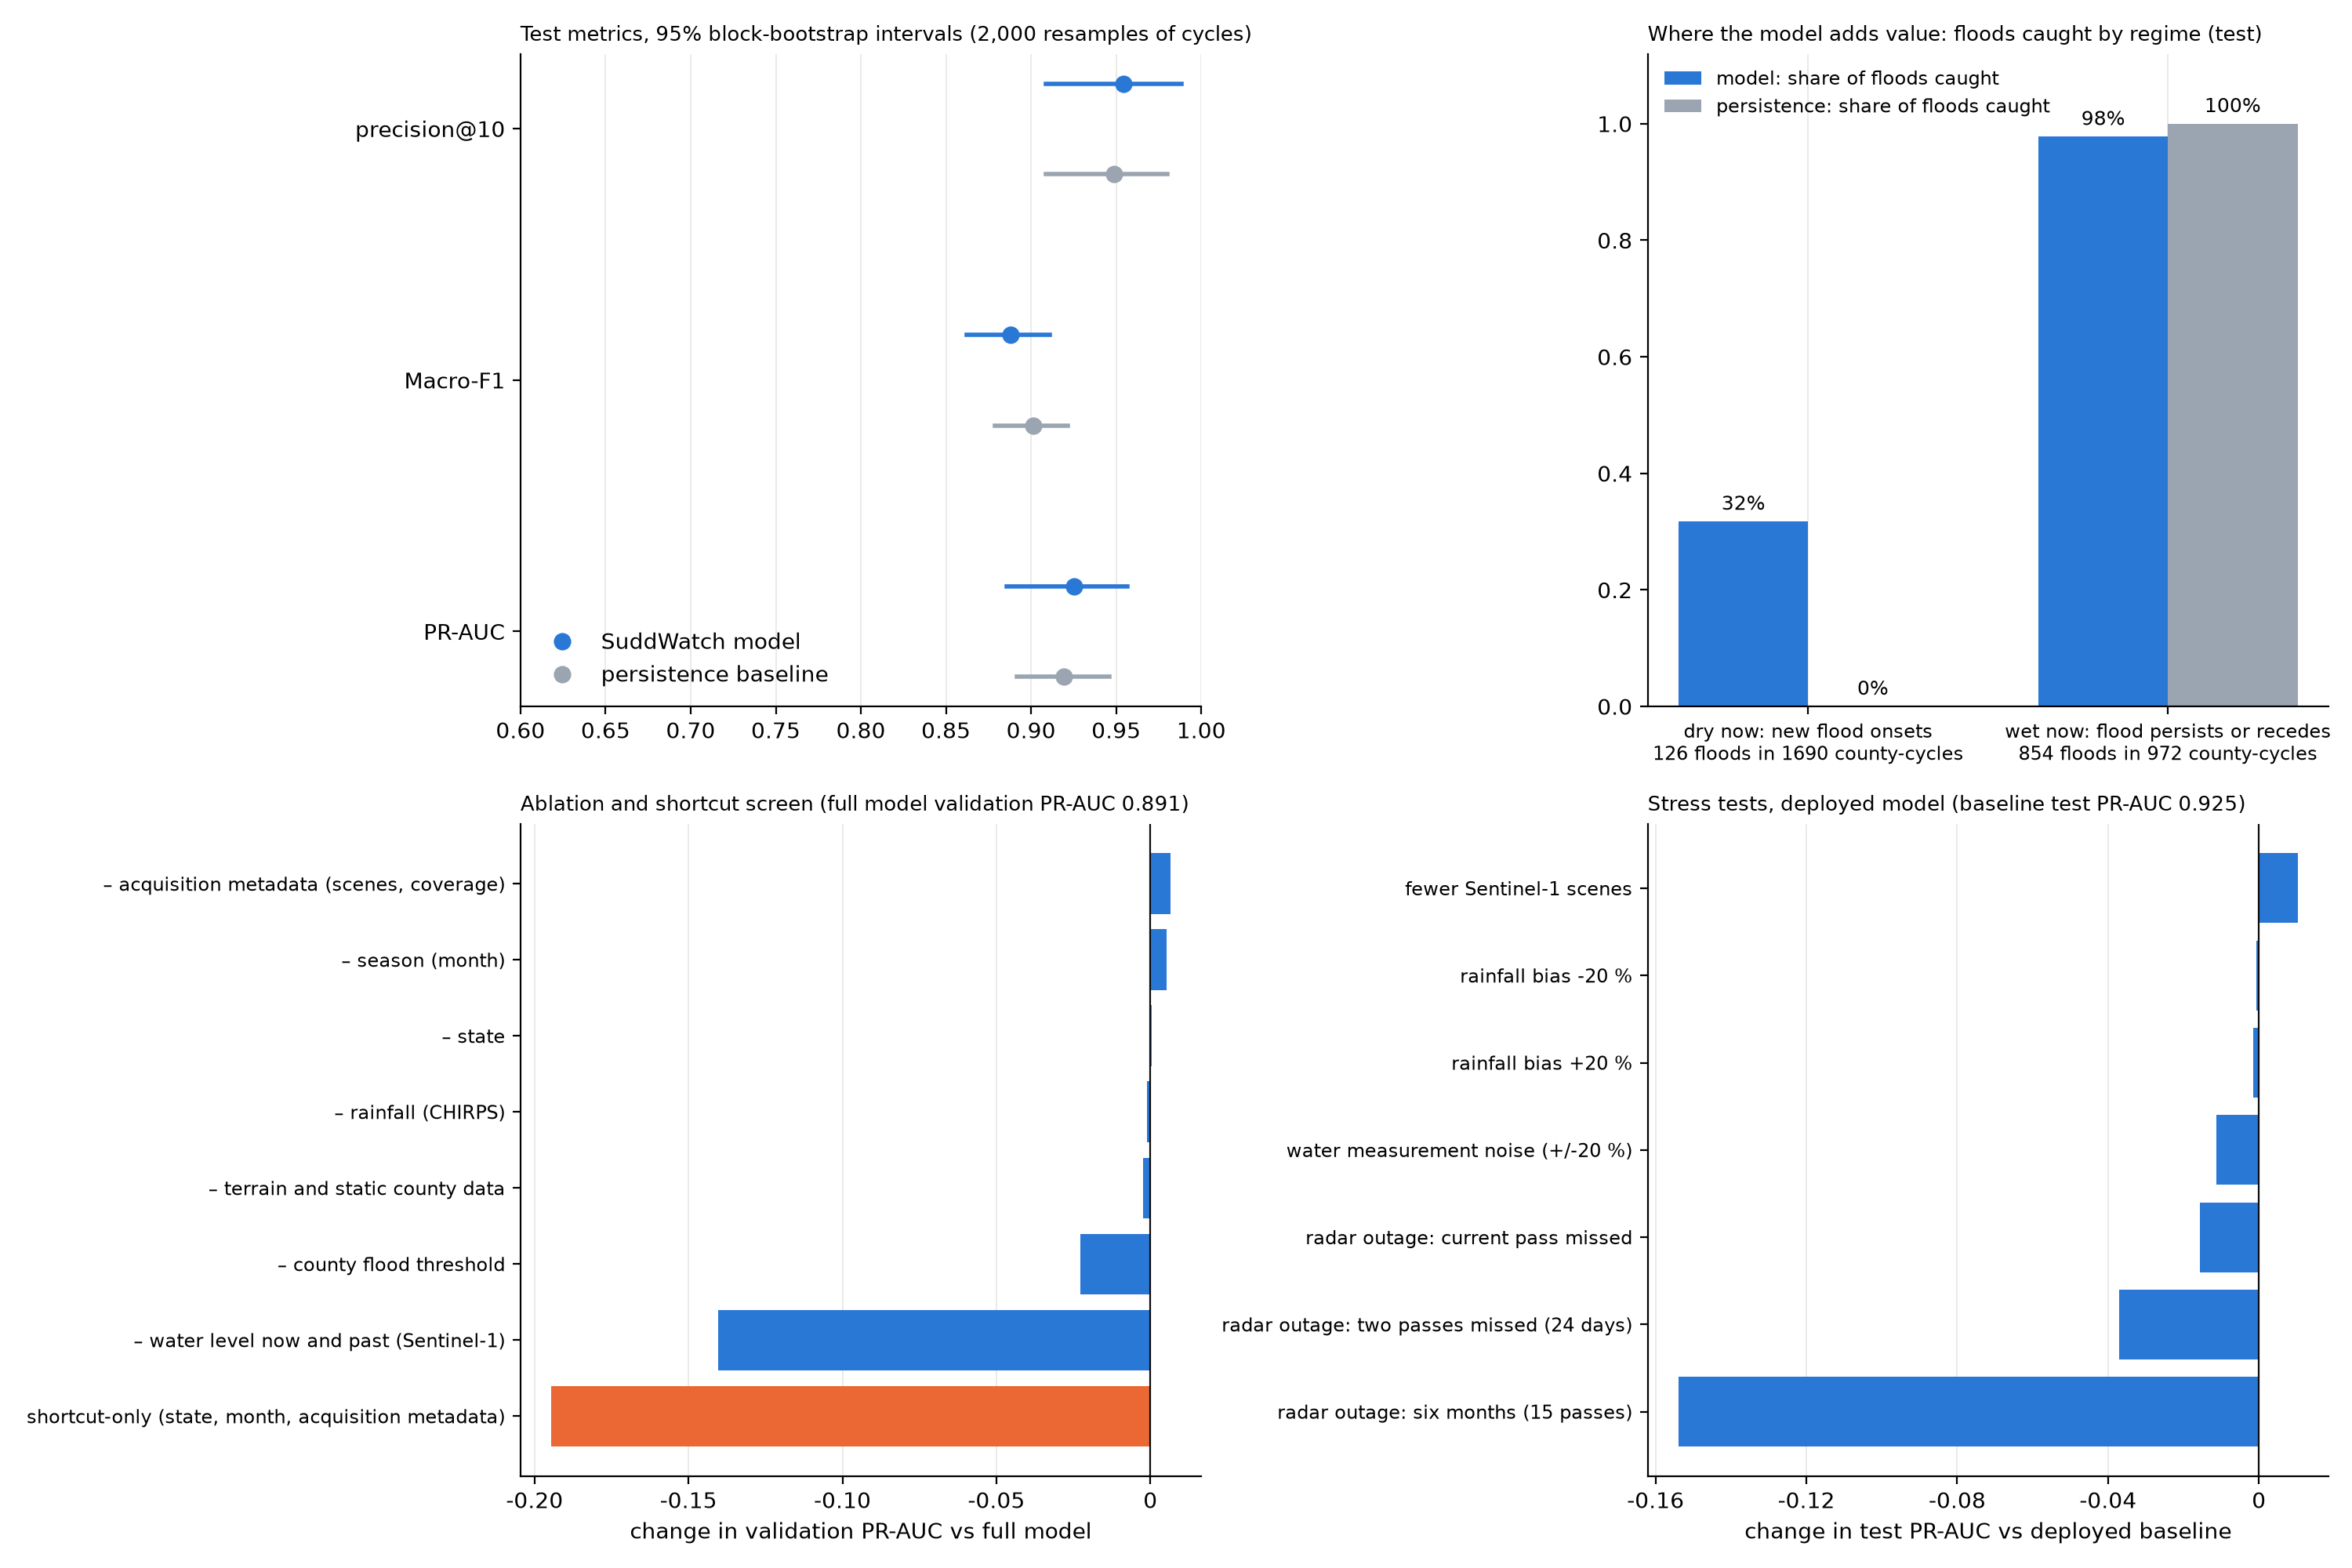 Test metrics, 95% block-bootstrap intervals (2,000 resamples of cycles)
precision@10
Macro-F1
PR-AUC
SuddWatch model
persistence baseline
0.60 0.65 0.70 0.75 0.80 0.85 0.90 0.95 1.00
Where the model adds value: floods caught by regime (test)
model: share of floods caught
persistence: share of floods caught
1.0
0.8
0.6
0.4
0.2
0.0
32%
0%
98%
100%
dry now: new flood onsets
126 floods in 1690 county-cycles
wet now: flood persists or recedes
854 floods in 972 county-cycles
Ablation and shortcut screen (full model validation PR-AUC 0.891)
– acquisition metadata (scenes, coverage)
– season (month)
– state
– rainfall (CHIRPS)
– terrain and static county data
– county flood threshold
– water level now and past (Sentinel-1)
shortcut-only (state, month, acquisition metadata)
-0.20 -0.15 -0.10 -0.05 0
change in validation PR-AUC vs full model
Stress tests, deployed model (baseline test PR-AUC 0.925)
fewer Sentinel-1 scenes
rainfall bias -20 %
rainfall bias +20 %
water measurement noise (+/-20 %)
radar outage: current pass missed
radar outage: two passes missed (24 days)
radar outage: six months (15 passes)
-0.16 -0.12 -0.08 -0.04 0
change in test PR-AUC vs deployed baseline